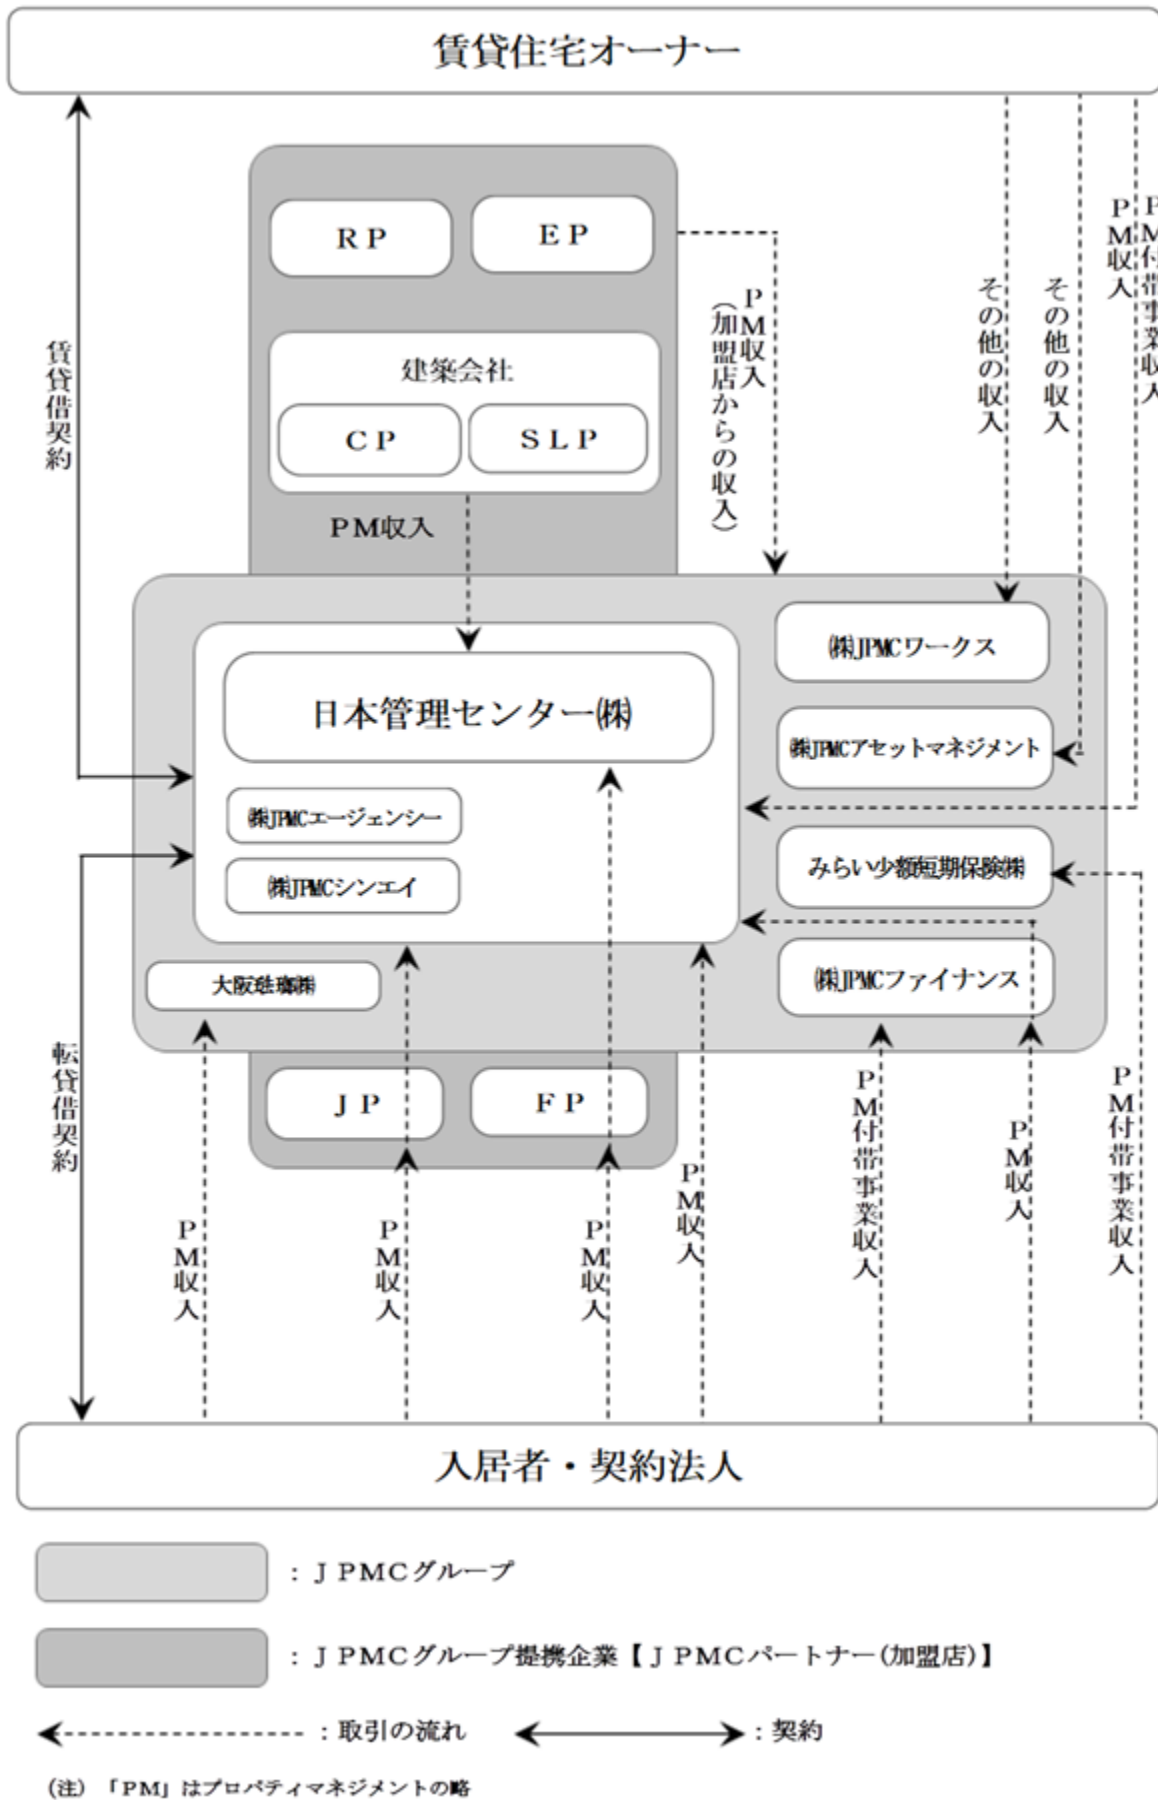 賃貸住宅オーナー
ＲＰ
ＥＰ
賃貸借契約
建築会社
ＣＰ
ＳＬＰ
ＰＭ収入
ＰＭ収入
（加盟店からの収入）
その他の収入
その他の収入
ＰＭ収入
ＰＭ付帯事業収入
日本管理センター㈱
㈱JPMCエージェンシー
㈱JPMCシンエイ
大阪琺瑯㈱
㈱JPMCワークス
㈱JPMCアセットマネジメント
みらい少額短期保険㈱
㈱JPMCファイナンス
転貸借契約
ＪＰ
ＦＰ
ＰＭ収入
ＰＭ収入
ＰＭ収入
ＰＭ収入
ＰＭ付帯事業収入
ＰＭ収入
ＰＭ付帯事業収入
入居者・契約法人
：ＪＰＭＣグループ
：ＪＰＭＣグループ提携企業【ＪＰＭＣパートナー(加盟店)】
：取引の流れ
：契約
(注) 「ＰＭ」はプロパティマネジメントの略